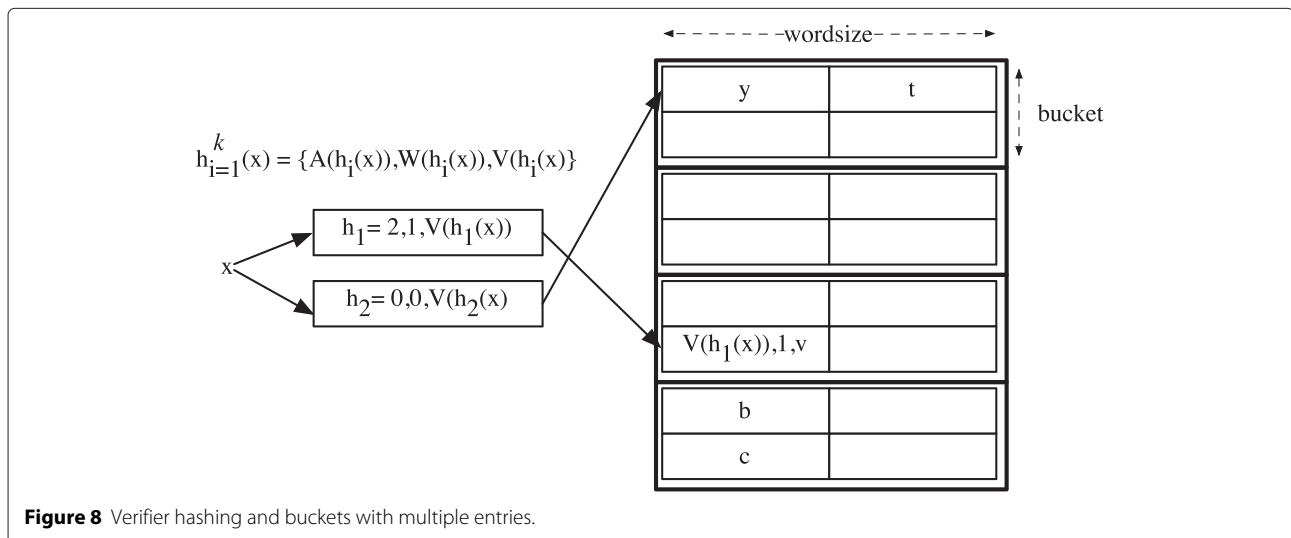 wordsize
y t
bucket
k
h_{i=1}(x) = {A(h_i(x)),W(h_i(x)),V(h_i(x)}
h_1= 2,1,V(h_1(x))
x
h_2= 0,0,V(h_2(x)
V(h_1(x)),1,v
b
c
Figure 8 Verifier hashing and buckets with multiple entries.